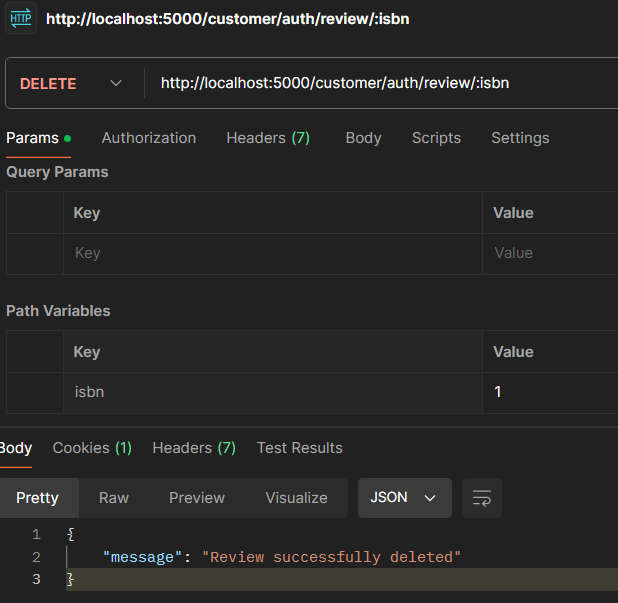 HTTP http://localhost:5000/customer/auth/review/:isbn
DELETE http://localhost:5000/customer/auth/review/:isbn
Params Authorization Headers (7) Body Scripts Settings
Query Params
Key Value
Key Value
Path Variables
Key Value
isbn 1
Body Cookies (1) Headers (7) Test Results
Pretty Raw Preview Visualize JSON
1 {
2 "message": "Review successfully deleted"
3 }